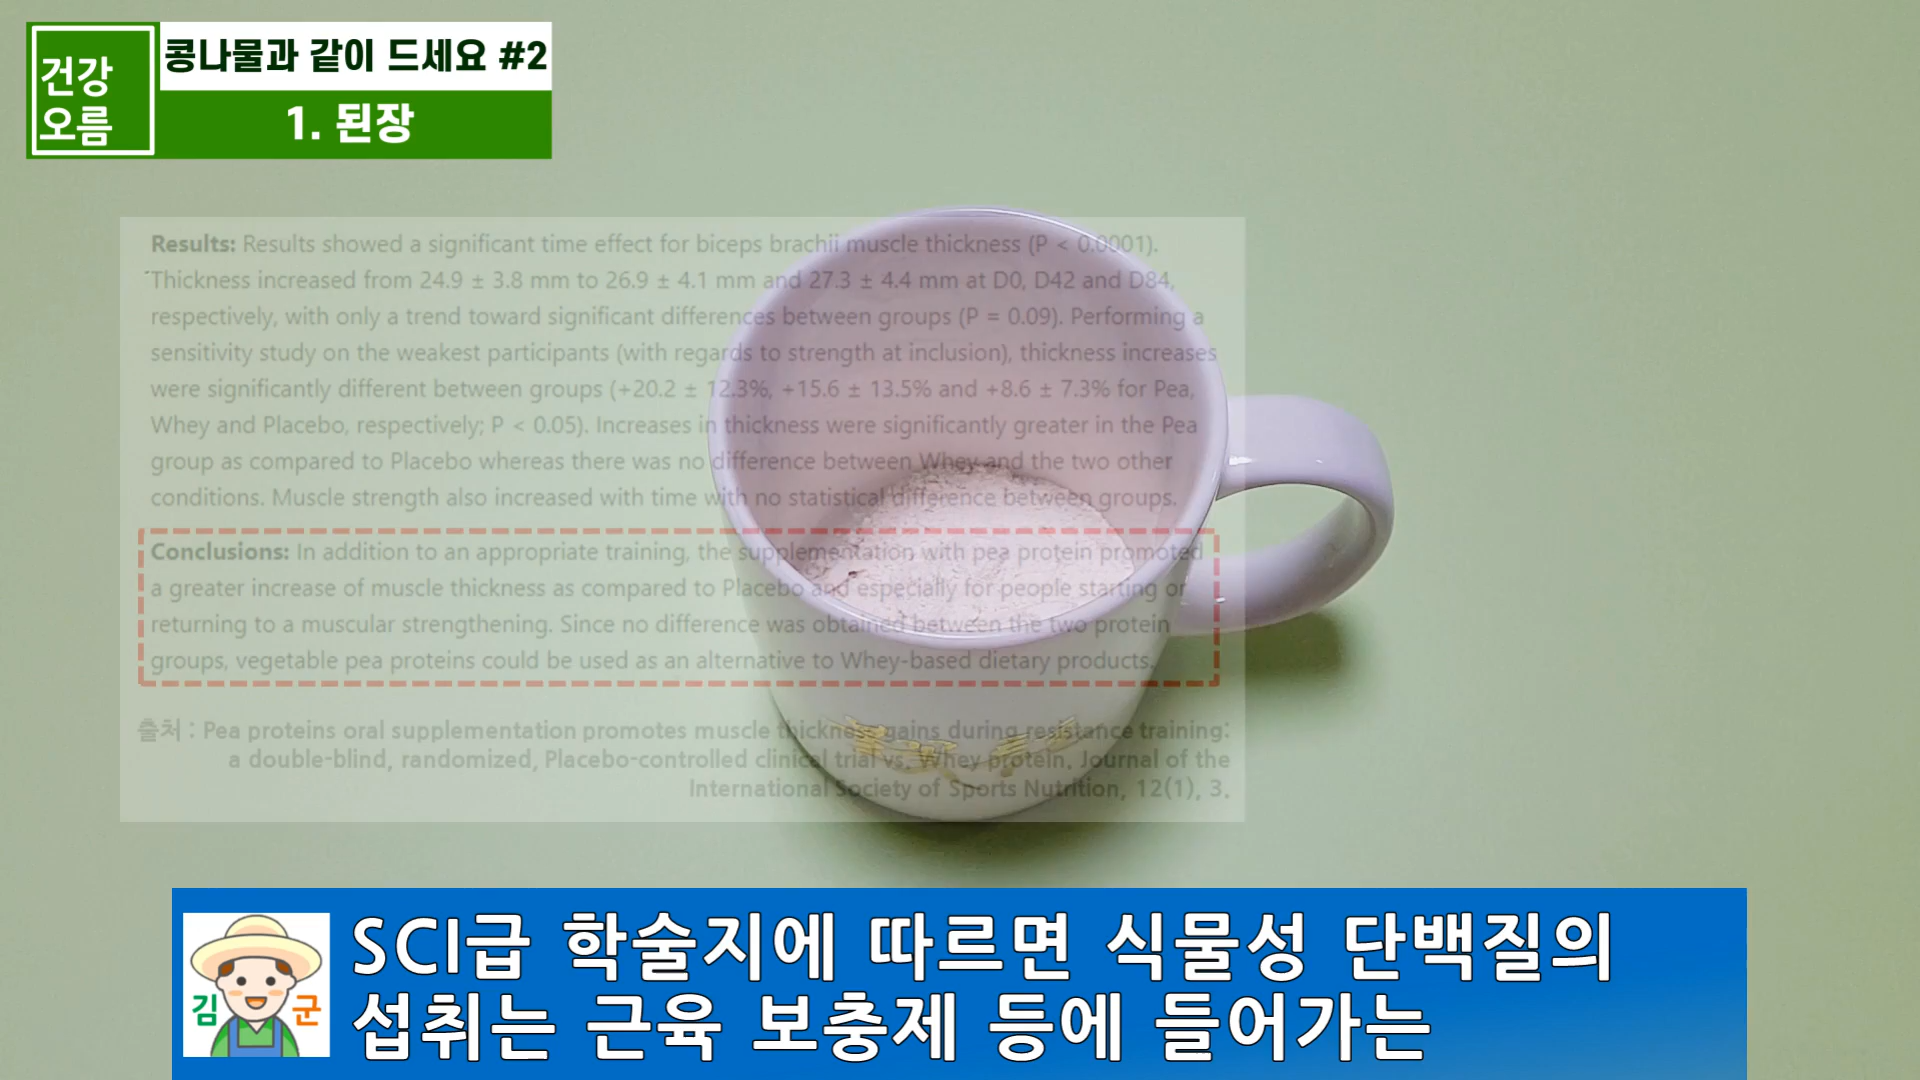 건강
오름
콩나물과 같이 드세요 #2
1. 된장
Results: Results showed a significant time effect for biceps brachii muscle thickness (P < 0.0001).
Thickness increased from 24.9 ± 3.8 mm to 26.9 ± 4.1 mm and 27.3 ± 4.4 mm at D0, D42 and D84,
respectively, with only a trend toward significant differences between groups (P = 0.09). Performing a
sensitivity study on the weakest participants (with regards to strength at inclusion), thickness increases
were significantly different between groups (+20.2 ± 12.3%, +15.6 ± 13.5% and +8.6 ± 7.3% for Pea,
Whey and Placebo, respectively; P < 0.05). Increases in thickness were significantly greater in the Pea
group as compared to Placebo whereas there was no difference between Whey and the two other
conditions. Muscle strength also increased with time with no statistical difference between groups.
Conclusions: In addition to an appropriate training, the supplementation with pea protein promoted
a greater increase of muscle thickness as compared to Placebo and especially for people starting or
returning to a muscular strengthening. Since no difference was obtained between the two protein
groups, vegetable pea proteins could be used as an alternative to Whey-based dietary products.
출처 : Pea proteins oral supplementation promotes muscle thickness gains during resistance training:
a double-blind, randomized, Placebo-controlled clinical trial vs. Whey protein. Journal of the
International Society of Sports Nutrition, 12(1), 3.
김 군
SCI급 학술지에 따르면 식물성 단백질의
섭취는 근육 보충제 등에 들어가는